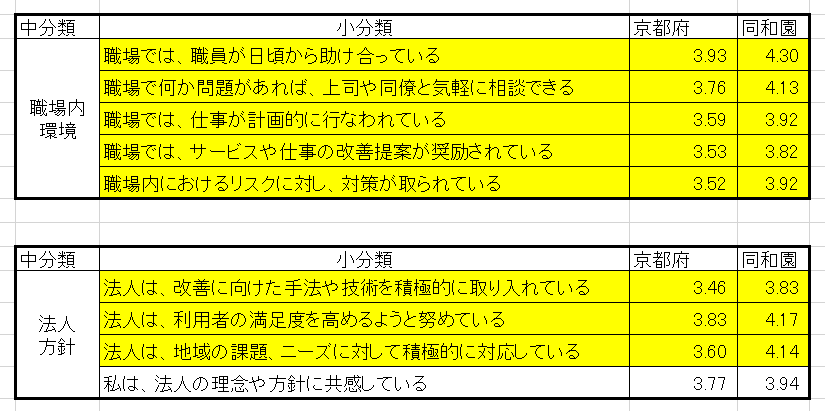 中分類 小分類 京都府 同和園
職場内環境 職場では、職員が日頃から助け合っている 3.93 4.30
職場で何か問題があれば、上司や同僚と気軽に相談できる 3.76 4.13
職場では、仕事が計画的に行なわれている 3.59 3.92
職場では、サービスや仕事の改善提案が奨励されている 3.53 3.82
職場内におけるリスクに対し、対策が取られている 3.52 3.92
中分類 小分類 京都府 同和園
法人方針 法人は、改善に向けた手法や技術を積極的に取り入れている 3.46 3.83
法人は、利用者の満足度を高めるようと努めている 3.83 4.17
法人は、地域の課題、ニーズに対して積極的に対応している 3.60 4.14
私は、法人の理念や方針に共感している 3.77 3.94